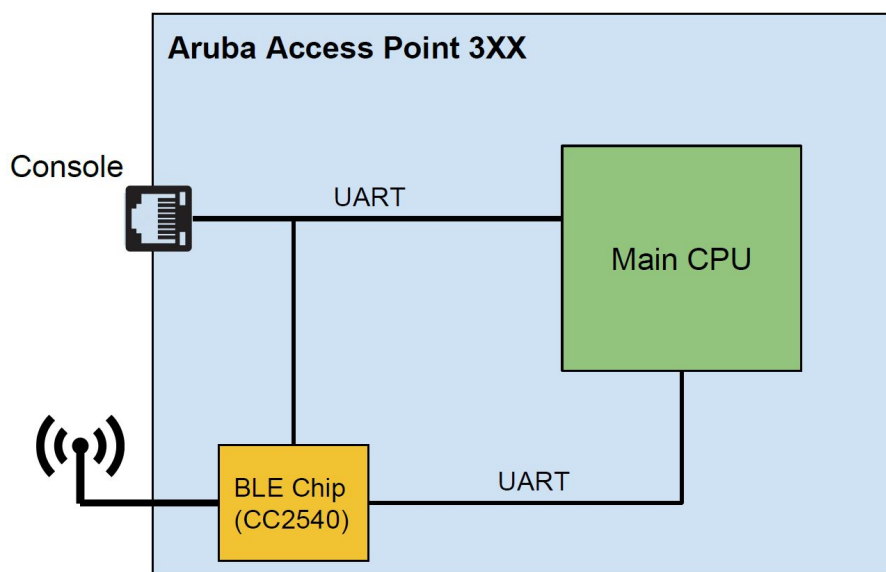 Aruba Access Point 3XX
Console
UART
Main CPU
UART
BLE Chip
(CC2540)